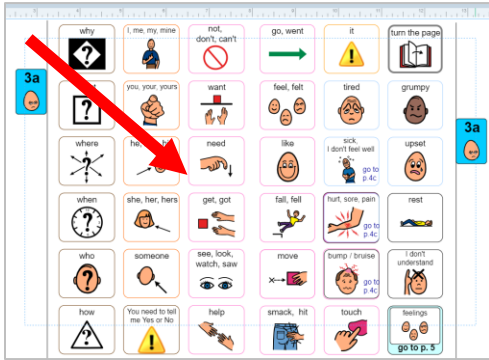 why
I, me, my, mine
not,
don't, can't
go, went
it
turn the page
3a
you, your, yours
want
feel, felt
tired
grumpy
where
he,
need
like
sick,
I don't feel well
go to
p.4c
upset
3a
when
she, her, hers
get, got
fall, fell
hurt, sore, pain
go to
p.4c
rest
who
someone
see, look,
watch, saw
move
bump / bruise
go to
p.4c
I don't
understand
how
You need to tell
me Yes or No
help
smack, hit
touch
feelings
go to p. 5